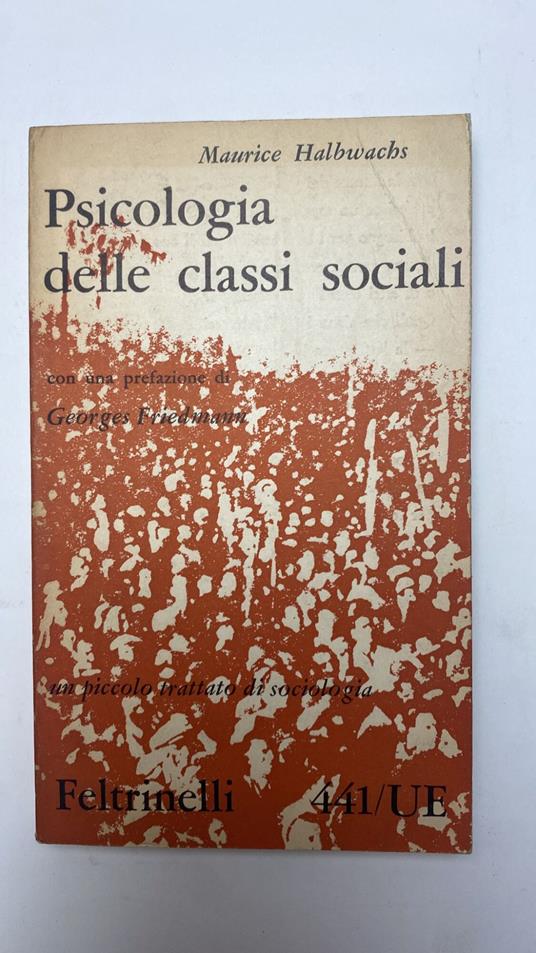 Maurice Halbwachs
Psicologia
delle classi sociali
con una prefazione di
Georges Friedmann
un piccolo trattato di sociologia
Feltrinelli 441/UE